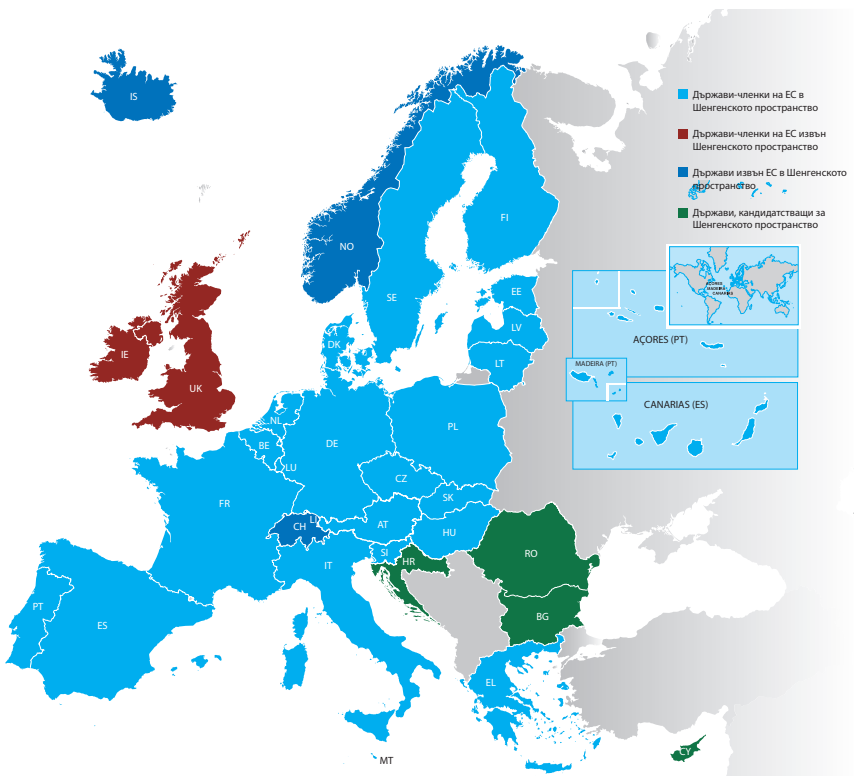 IS
Държави-членки на ЕС в
Шенгенското пространство
Държави-членки на ЕС извън
Шенгенското пространство
Държави извън ЕС в Шенгенското
пространство
Държави, кандидатстващи за
Шенгенското пространство
FI
NO
SE
EE
LV
LT
DK
IE
UK
AÇORES
MADEIRA
CANARIAS
AÇORES (PT)
MADEIRA (PT)
CANARIAS (ES)
NL
BE
LU
DE
PL
CZ
SK
FR
CH
LI
AT
HU
SI
HR
IT
RO
BG
PT
ES
EL
MT
CY